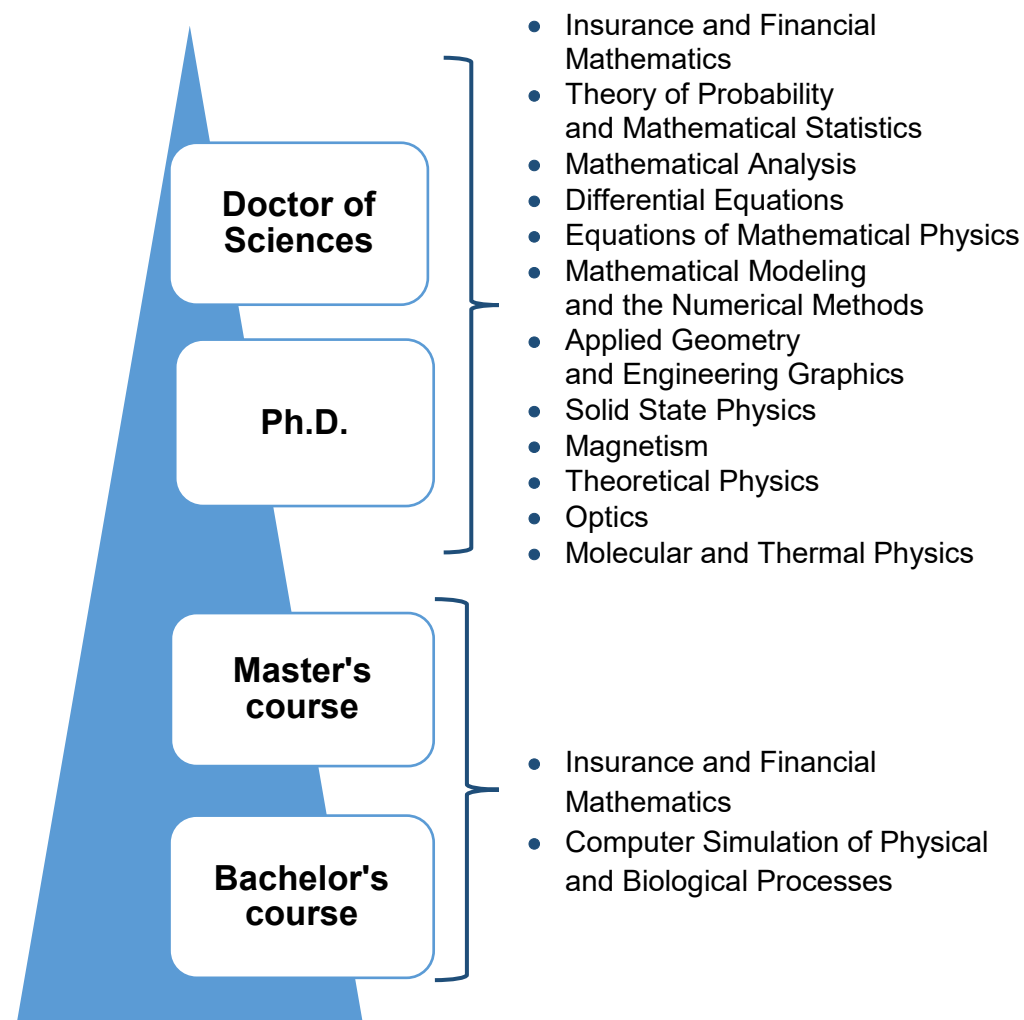 Doctor of
Sciences
Ph.D.
• Insurance and Financial
Mathematics
• Theory of Probability
and Mathematical Statistics
• Mathematical Analysis
• Differential Equations
• Equations of Mathematical Physics
• Mathematical Modeling
and the Numerical Methods
• Applied Geometry
and Engineering Graphics
• Solid State Physics
• Magnetism
• Theoretical Physics
• Optics
• Molecular and Thermal Physics
Master's
course
Bachelor's
course
• Insurance and Financial
Mathematics
• Computer Simulation of Physical
and Biological Processes